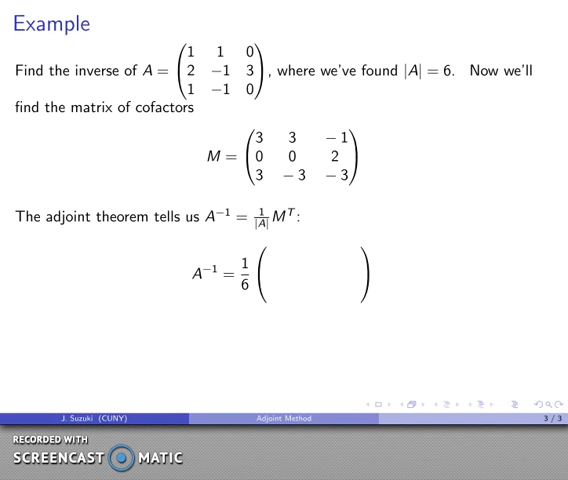 Example
Find the inverse of A = ⎛1 1 0⎞
⎜2 −1 3⎟ , where we've found |A| = 6. Now we'll
⎝1 −1 0⎠
find the matrix of cofactors
M = ⎛3 3 −1⎞
⎜0 0 2⎟
⎝3 −3 −3⎠
The adjoint theorem tells us A⁻¹ = 1/|A| Mᵀ:
A⁻¹ = 1/6 ( )
J. Suzuki (CUNY) Adjoint Method 3 / 3
RECORDED WITH
SCREENCAST MATIC